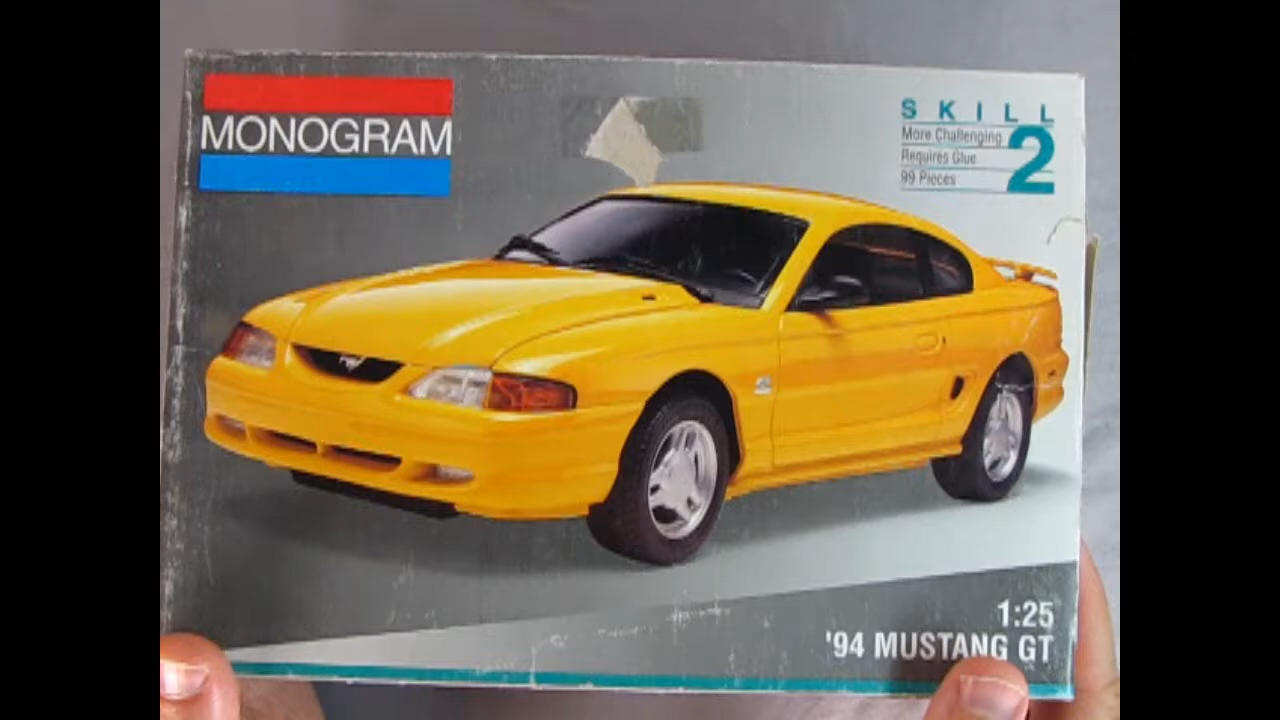 MONOGRAM
SKILL
2
More Challenging
Requires Glue
99 Pieces
1:25
'94 MUSTANG GT